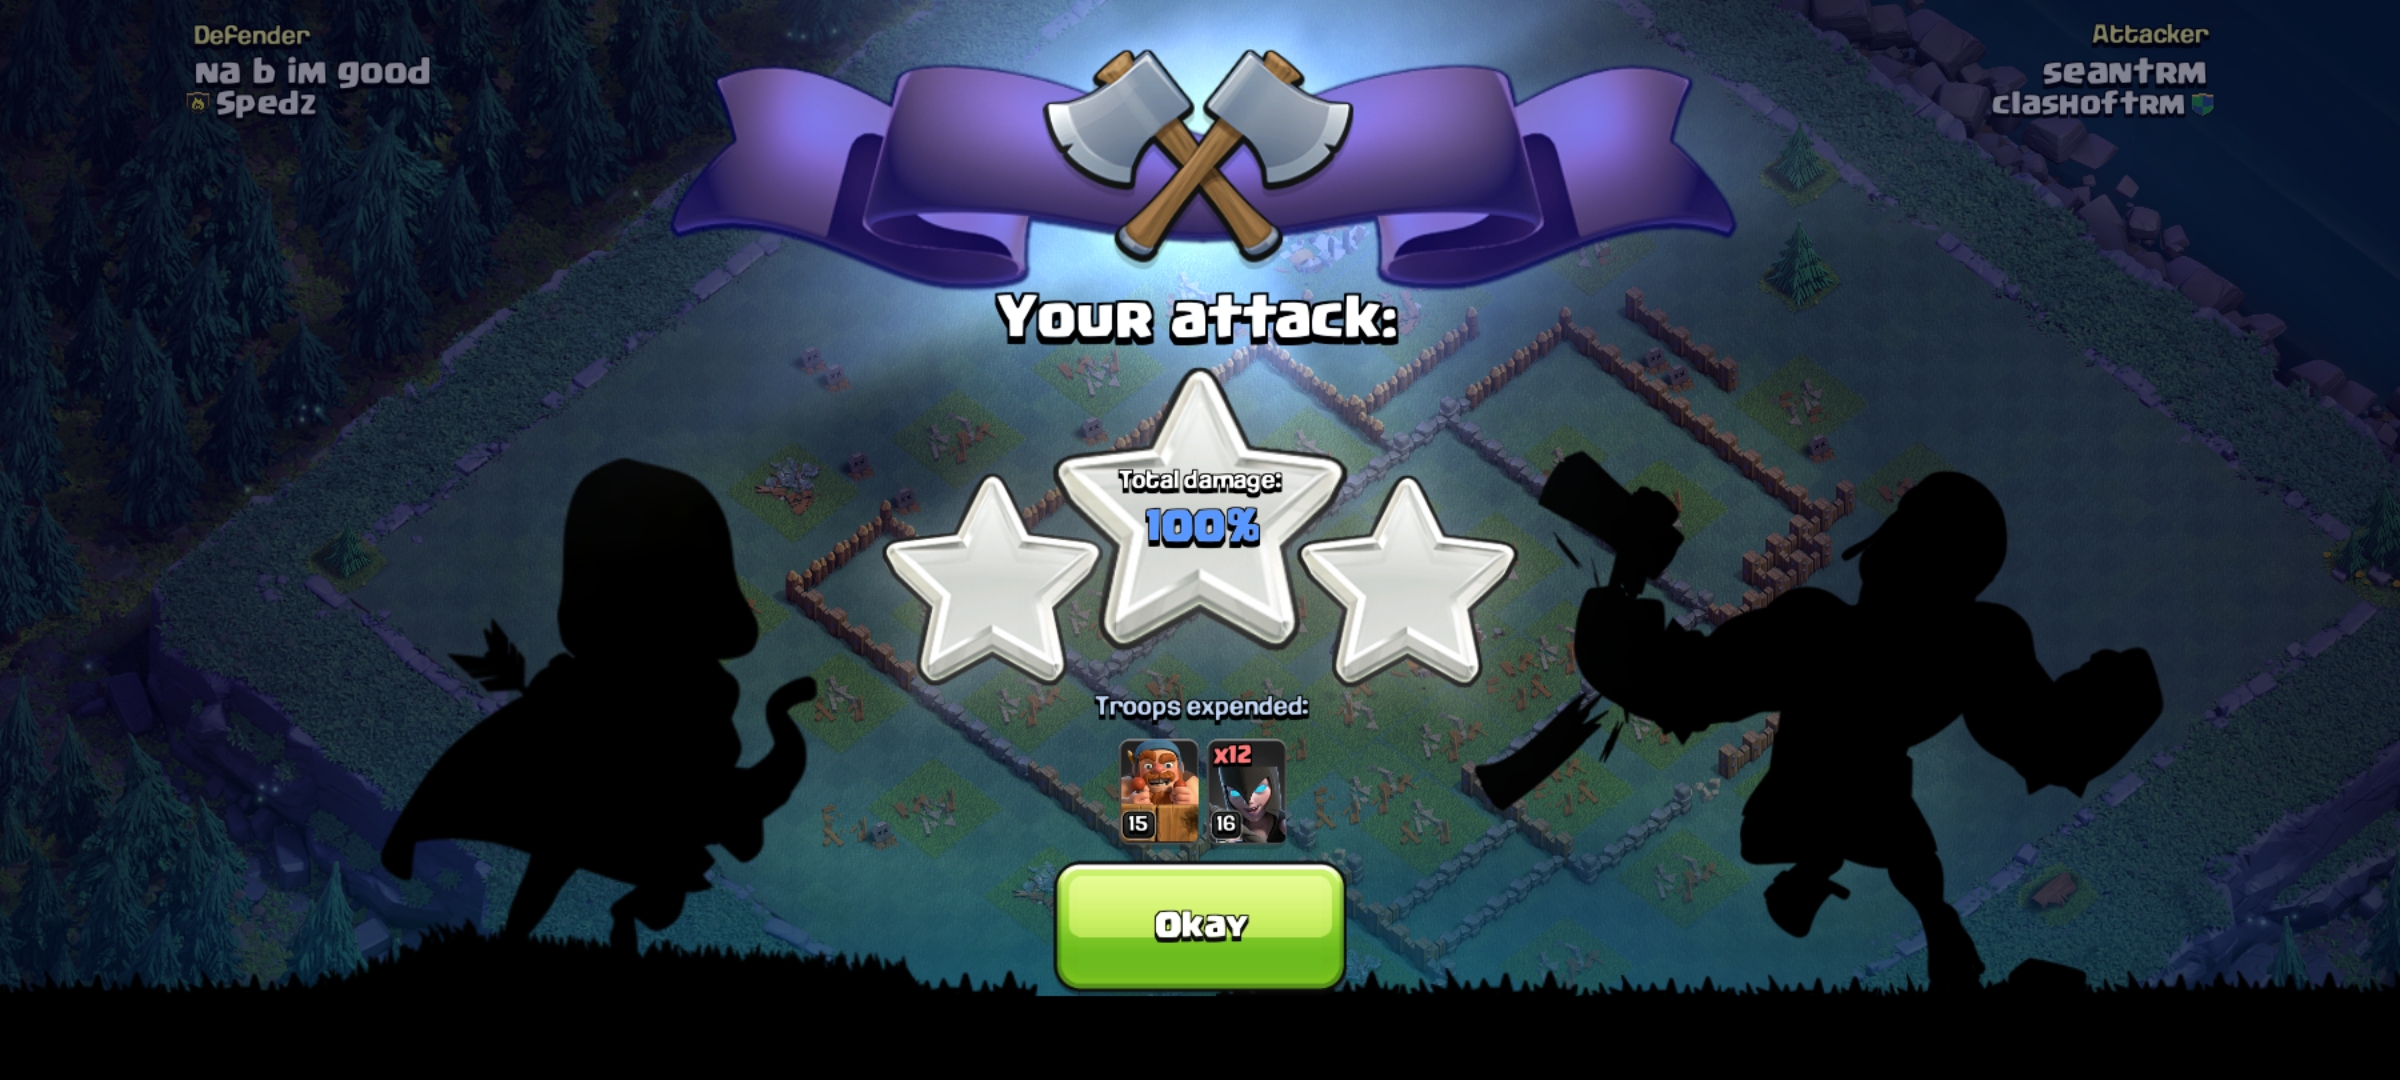 Defender
Na b im good
Spedz
Attacker
seantRM
clashoftRM
Your attack:
Total damage:
100%
Troops expended:
x12
15
16
Okay